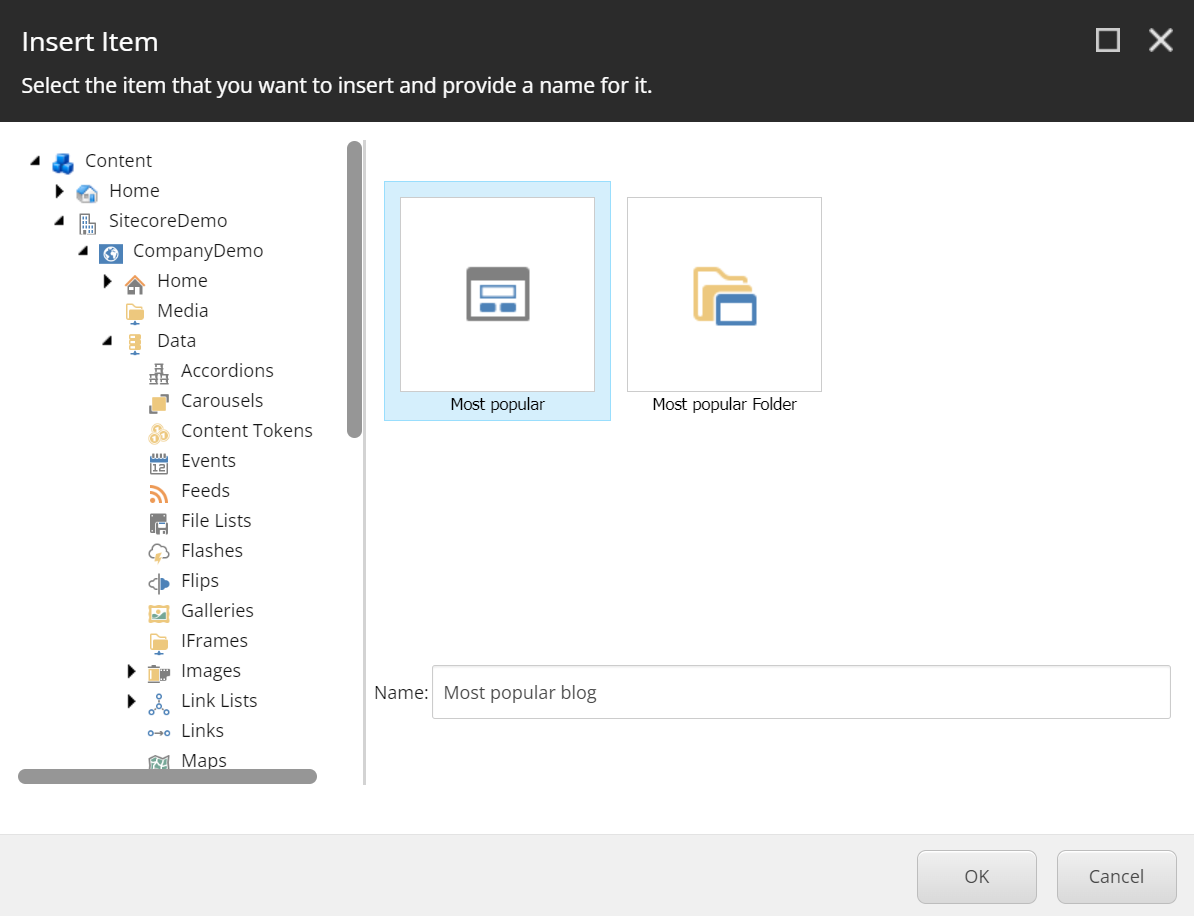 Insert Item
Select the item that you want to insert and provide a name for it.
Content
Home
SitecoreDemo
CompanyDemo
Home
Media
Data
Accordions
Carousels
Content Tokens
Events
12
Feeds
File Lists
Flashes
Flips
Galleries
IFrames
Images
Link Lists
Links
Maps
Most popular
Most popular Folder
Name: Most popular blog
OK
Cancel